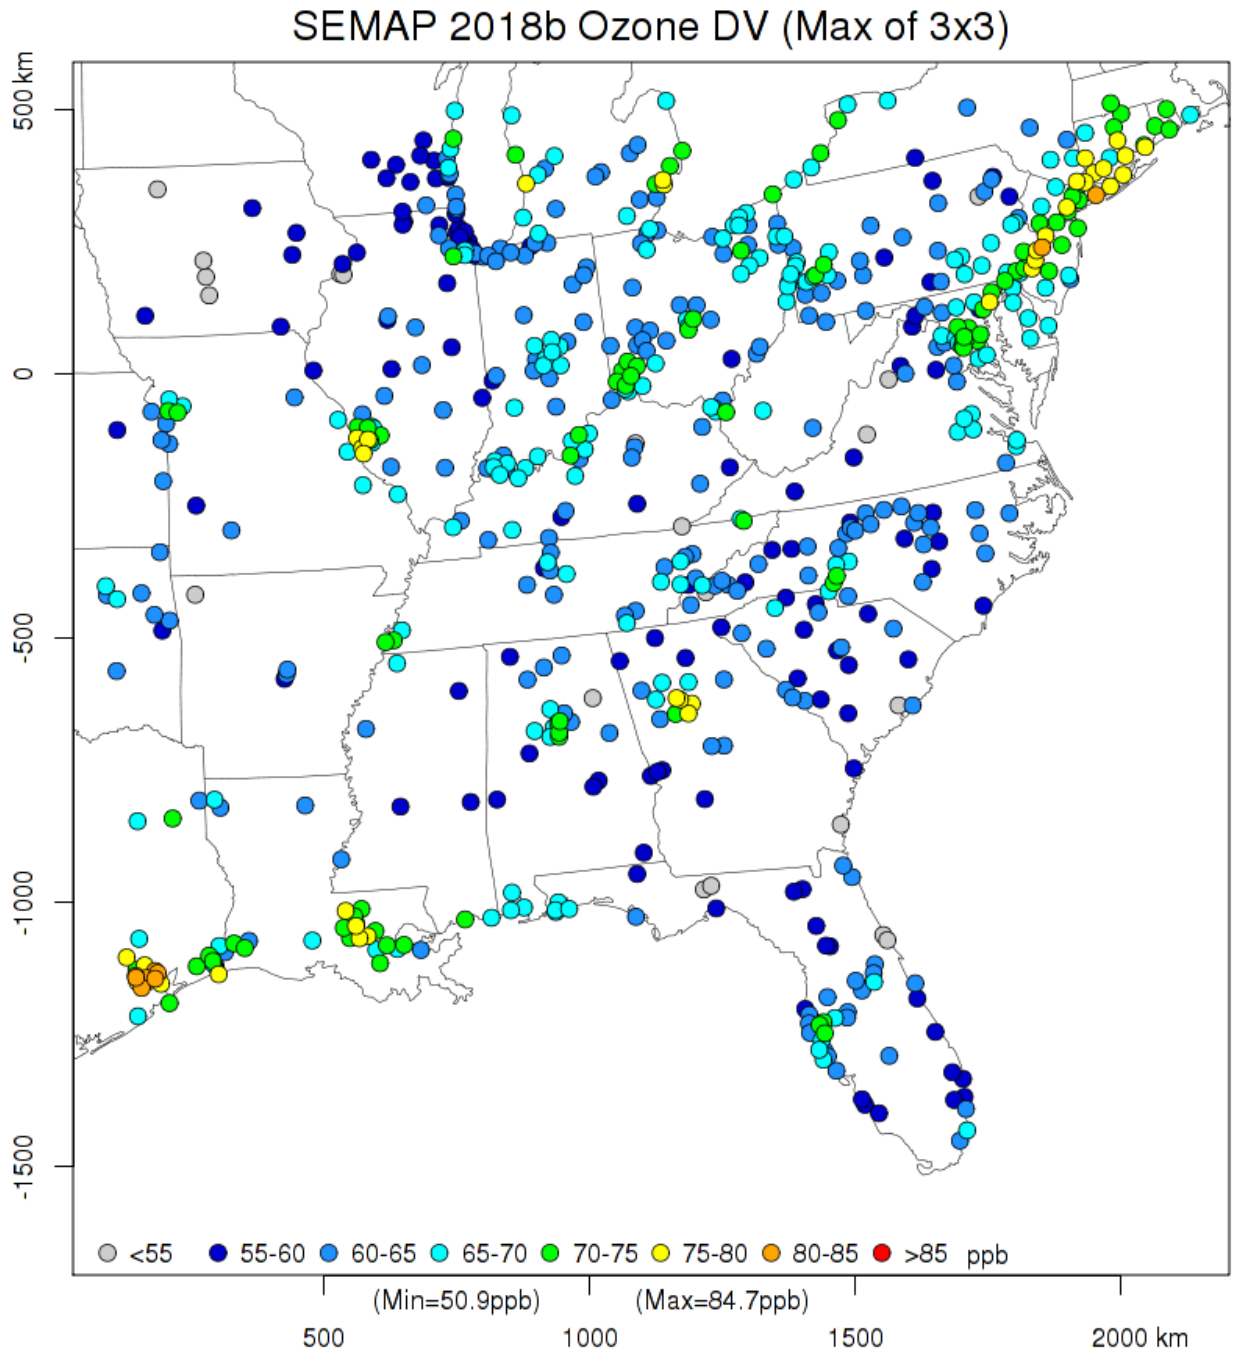 SEMAP 2018b Ozone DV (Max of 3x3)
500 km
0
-500
-1000
-1500
<55 55-60 60-65 65-70 70-75 75-80 80-85 >85 ppb
(Min=50.9ppb) (Max=84.7ppb)
500 1000 1500 2000 km